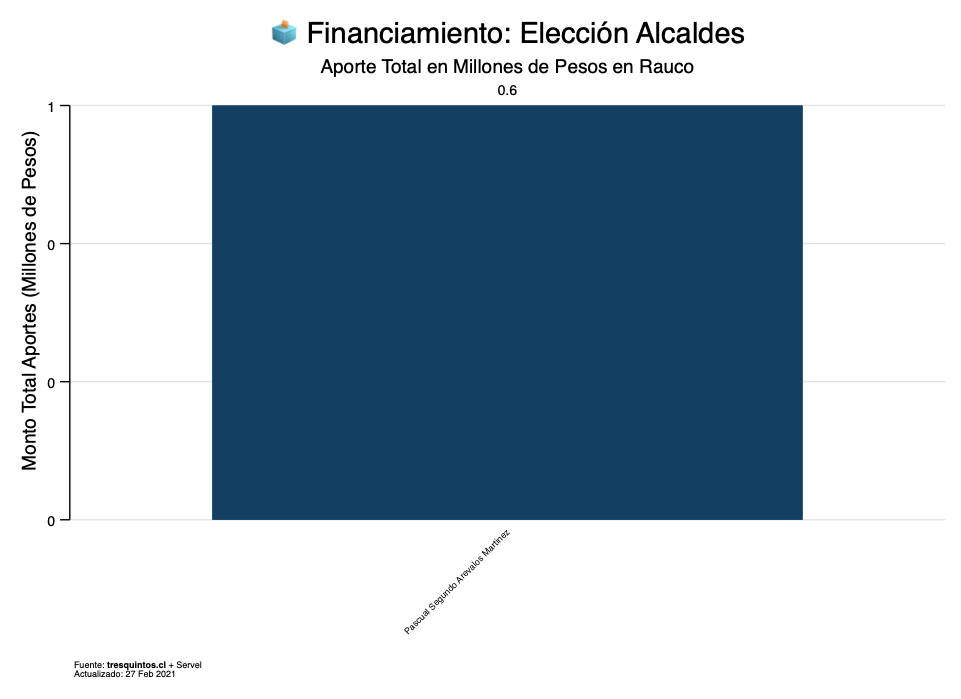 Financiamiento: Elección Alcaldes
Aporte Total en Millones de Pesos en Rauco
0.6
Monto Total Aportes (Millones de Pesos)
1
0
0
0
Pascual Segundo Arevalos Martinez
Fuente: tresquintos.cl + Servel
Actualizado: 27 Feb 2021